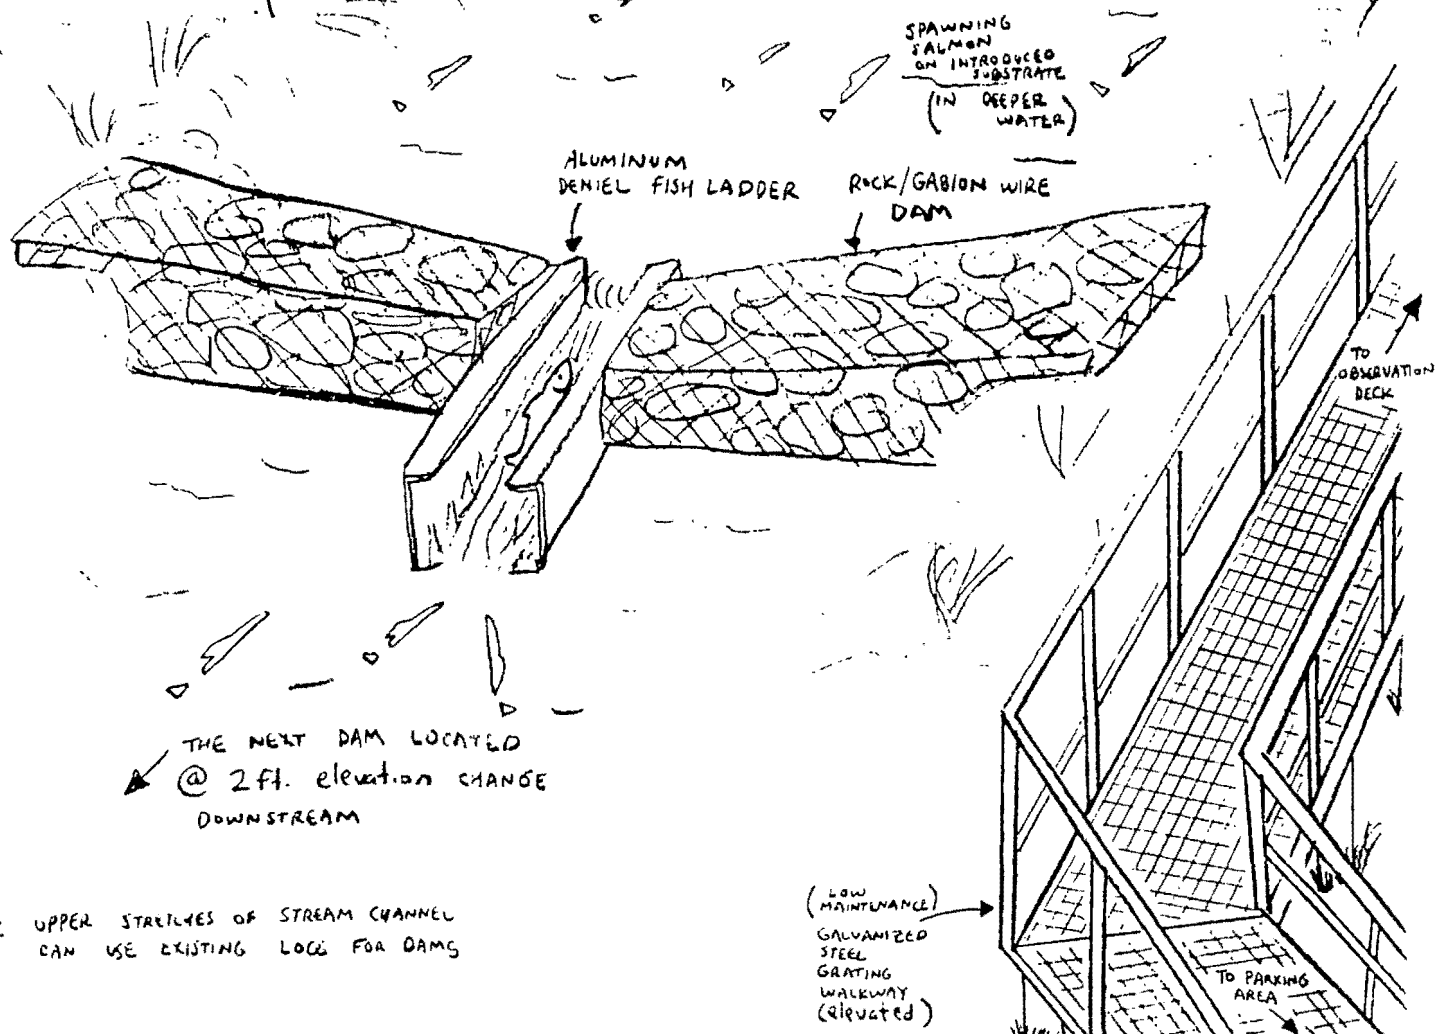 SPAWNING
SALMON
ON INTRODUCED
SUBSTRATE
(IN DEEPER
WATER)
ALUMINUM
DENIEL FISH LADDER
ROCK/GABION WIRE
DAM
TO
OBSERVATION
DECK
THE NEXT DAM LOCATED
@ 2 ft. elevation CHANGE
DOWNSTREAM
UPPER STRETCHES OF STREAM CHANNEL
CAN USE EXISTING LOGS FOR DAMS
(LOW
MAINTENANCE)
GALVANIZED
STEEL
GRATING
WALKWAY
(elevated)
TO PARKING
AREA